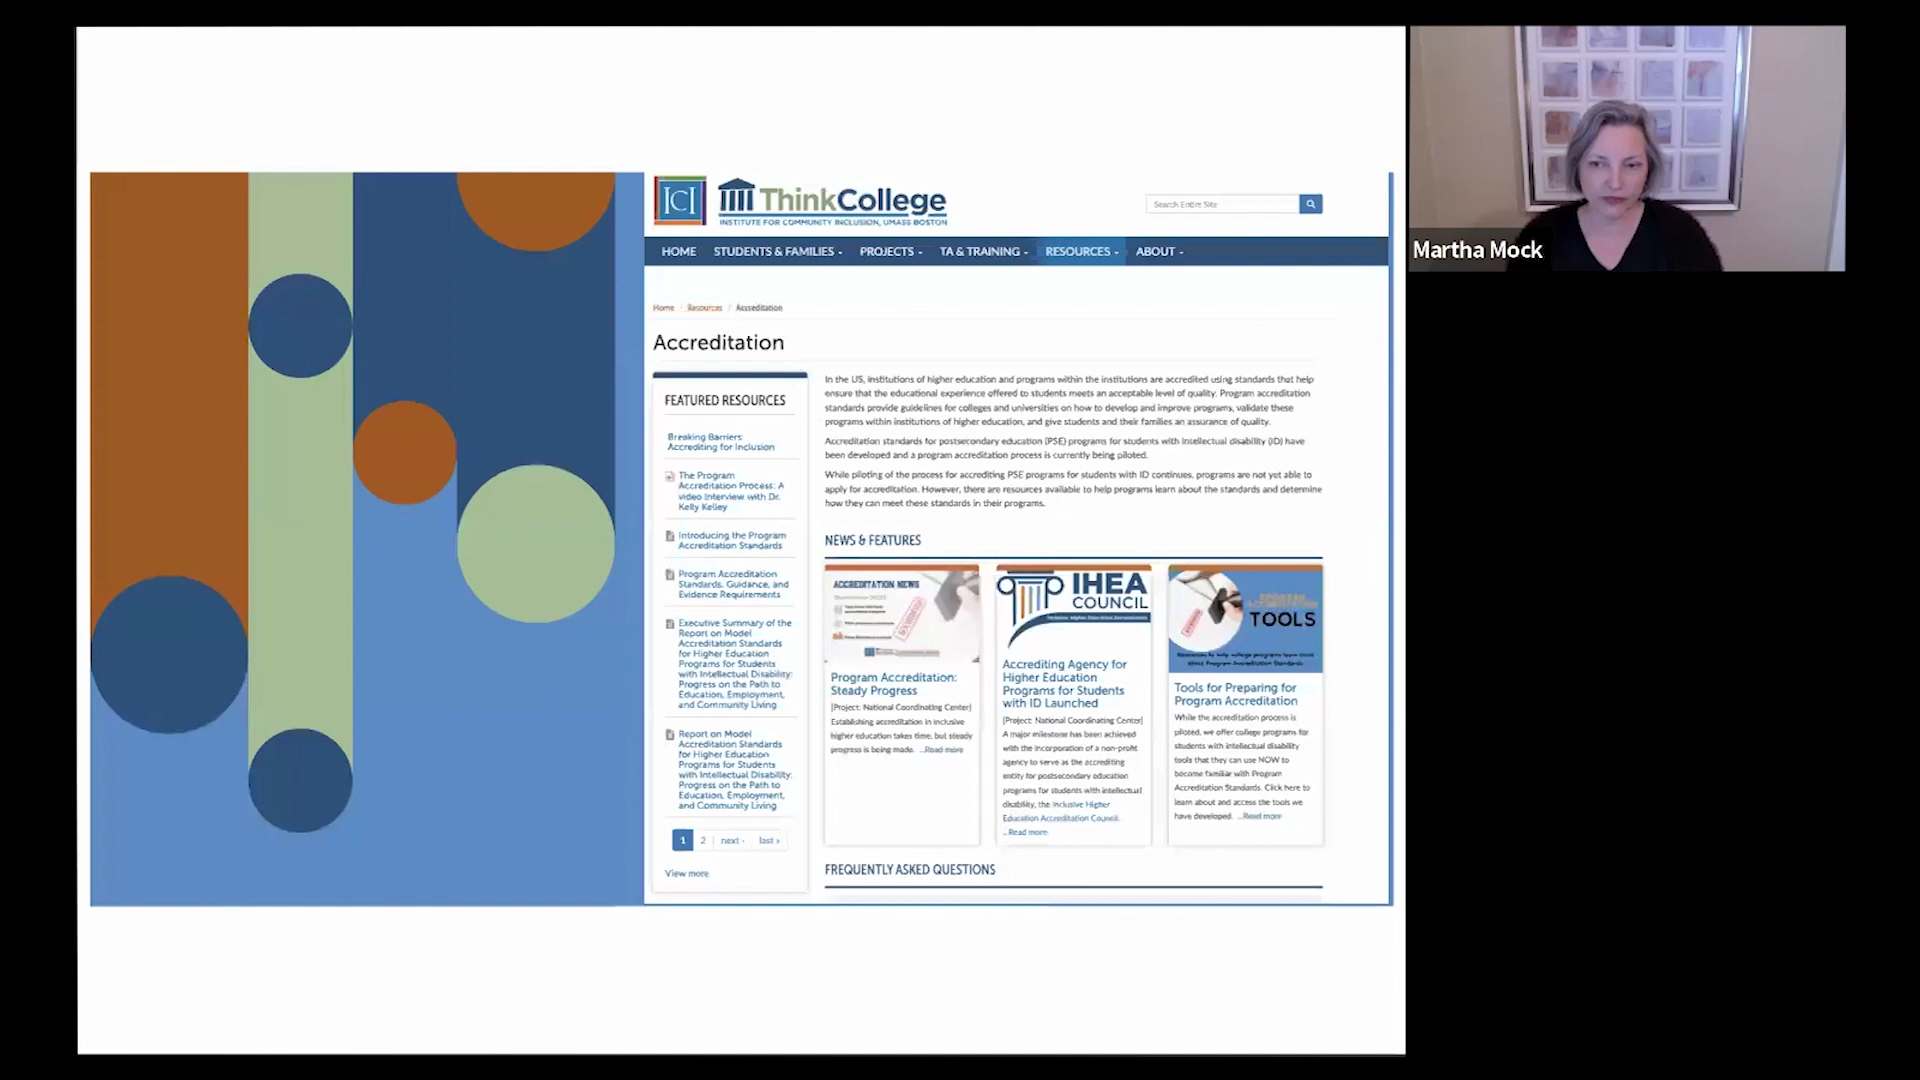 ICI
ThinkCollege
INSTITUTE FOR COMMUNITY INCLUSION, UMASS BOSTON
Search Entire Site
HOME STUDENTS & FAMILIES PROJECTS TA & TRAINING RESOURCES ABOUT
Home Resources / Accreditation
Accreditation
FEATURED RESOURCES
Breaking Barriers:
Accrediting for Inclusion
The Program
Accreditation Process: A
video Interview with Dr.
Kelly Kelley
Introducing the Program
Accreditation Standards
Program Accreditation
Standards, Guidance, and
Evidence Requirements
Executive Summary of the
Report on Model
Accreditation Standards
for Higher Education
Programs for Students
with Intellectual Disability:
Progress on the Path to
Education, Employment,
and Community Living
Report on Model
Accreditation Standards
for Higher Education
Programs for Students
with Intellectual Disability:
Progress on the Path to
Education, Employment,
and Community Living
1 2 next › last »
View more
In the US, institutions of higher education and programs within the institutions are accredited using standards that help
ensure that the educational experience offered to students meets an acceptable level of quality. Program accreditation
standards provide guidelines for colleges and universities on how to develop and improve programs, validate these
programs within institutions of higher education, and give students and their families an assurance of quality.
Accreditation standards for postsecondary education (PSE) programs for students with intellectual disability (ID) have
been developed and a program accreditation process is currently being piloted.
While piloting of the process for accrediting PSE programs for students with ID continues, programs are not yet able to
apply for accreditation. However, there are resources available to help programs learn about the standards and determine
how they can meet these standards in their programs.
NEWS & FEATURES
ACCREDITATION NEWS
Program Accreditation:
Steady Progress
[Project: National Coordinating Center]
Establishing accreditation in inclusive
higher education takes time, but steady
progress is being made. ...Read more
IHEA
COUNCIL
Inclusive Higher Education Accreditation
Accrediting Agency for
Higher Education
Programs for Students
with ID Launched
[Project: National Coordinating Center]
A major milestone has been achieved
with the incorporation of a non-profit
agency to serve as the accrediting
entity for postsecondary education
programs for students with intellectual
disability, the Inclusive Higher
Education Accreditation Council.
...Read more
TOOLS
Resources to help college programs learn more
about Program Accreditation Standards
Tools for Preparing for
Program Accreditation
While the accreditation process is
piloted, we offer college programs for
students with intellectual disability
tools that they can use NOW to
become familiar with Program
Accreditation Standards. Click here to
learn about and access the tools we
have developed. ...Read more
FREQUENTLY ASKED QUESTIONS
Martha Mock